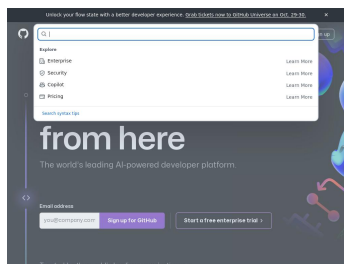 Unlock your flow state with a better developer experience. Grab tickets now to GitHub Universe on Oct. 29-30.
Explore
Enterprise Learn More
Security Learn More
Copilot Learn More
Pricing Learn More
Search syntax tips
from here
The world's leading AI-powered developer platform.
Email address
you@company.com Sign up for GitHub Start a free enterprise trial